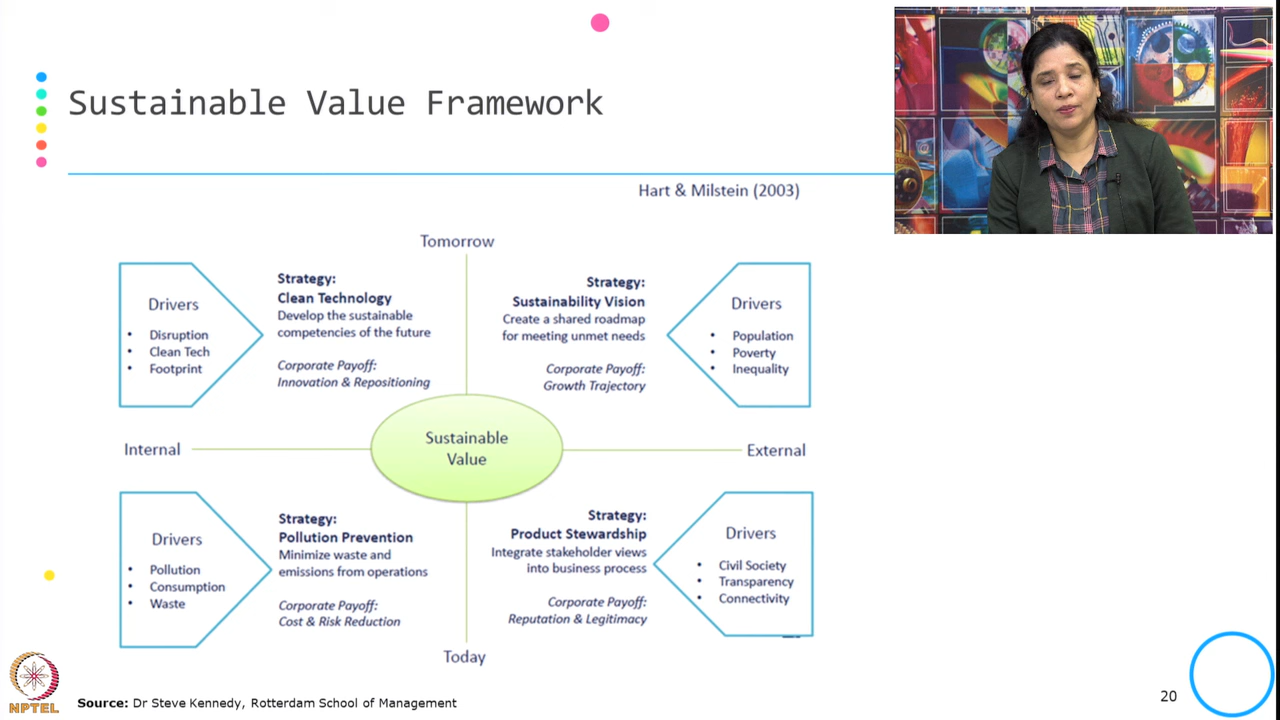 Sustainable Value Framework
Hart & Milstein (2003)
Tomorrow
Drivers
• Disruption
• Clean Tech
• Footprint
Strategy:
Clean Technology
Develop the sustainable
competencies of the future
Corporate Payoff:
Innovation & Repositioning
Strategy:
Sustainability Vision
Create a shared roadmap
for meeting unmet needs
Corporate Payoff:
Growth Trajectory
Drivers
• Population
• Poverty
• Inequality
Internal
Sustainable
Value
External
Drivers
• Pollution
• Consumption
• Waste
Strategy:
Pollution Prevention
Minimize waste and
emissions from operations
Corporate Payoff:
Cost & Risk Reduction
Strategy:
Product Stewardship
Integrate stakeholder views
into business process
Corporate Payoff:
Reputation & Legitimacy
Drivers
• Civil Society
• Transparency
• Connectivity
Today
NPTEL
Source: Dr Steve Kennedy, Rotterdam School of Management
20